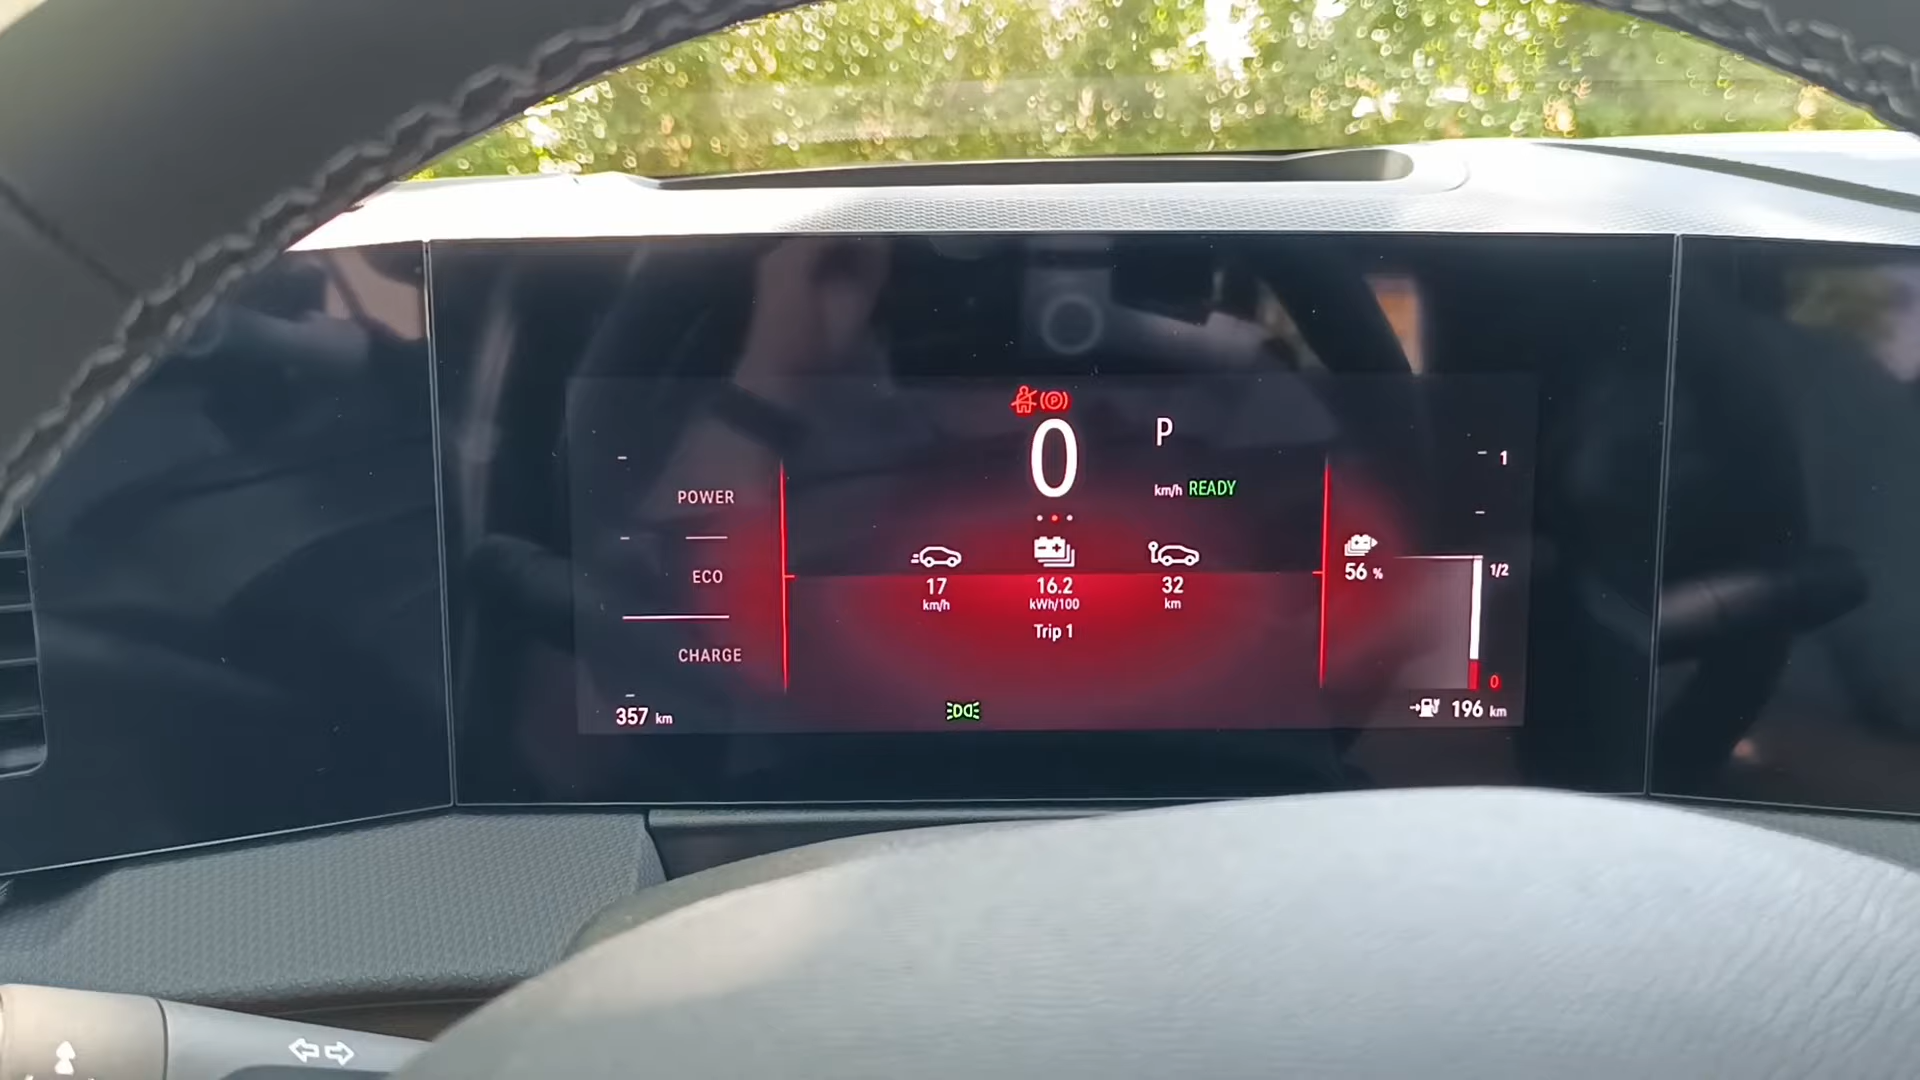 0
P
km/h READY
POWER
ECO
CHARGE
17
km/h
16.2
kWh/100
32
km
Trip 1
56 %
1
1/2
0
357 km
196 km